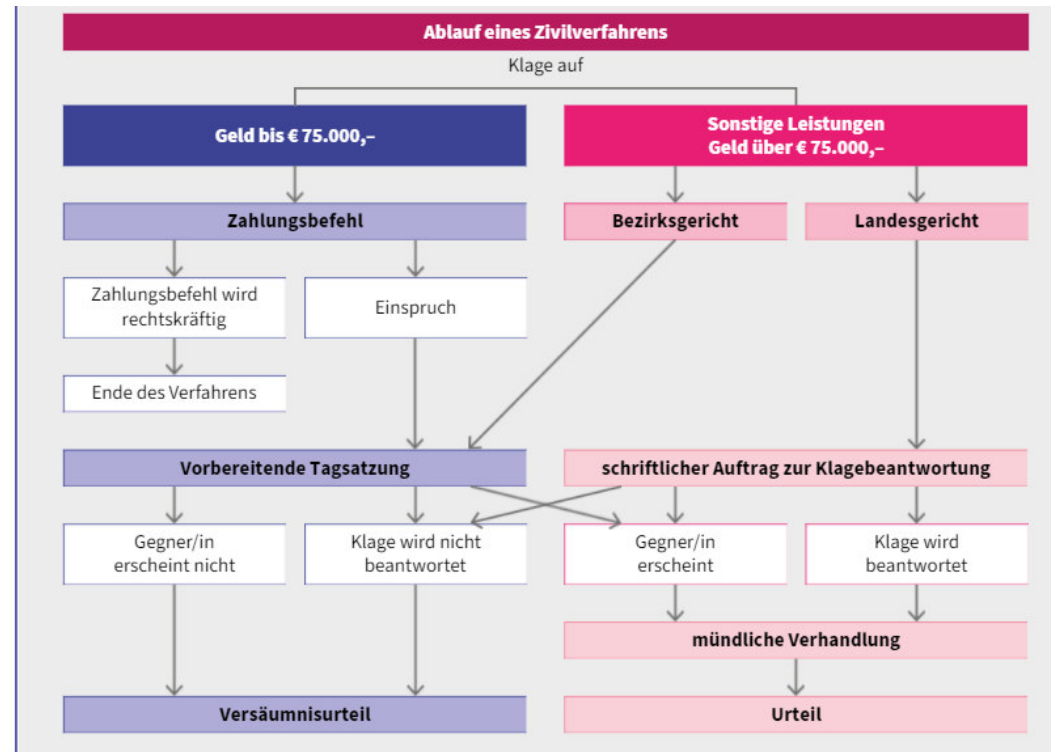 Ablauf eines Zivilverfahrens
Klage auf
Geld bis € 75.000,–
Sonstige Leistungen
Geld über € 75.000,–
Zahlungsbefehl
Bezirksgericht
Landesgericht
Zahlungsbefehl wird
rechtskräftig
Einspruch
Ende des Verfahrens
Vorbereitende Tagsatzung
schriftlicher Auftrag zur Klagebeantwortung
Gegner/in
erscheint nicht
Klage wird nicht
beantwortet
Gegner/in
erscheint
Klage wird
beantwortet
mündliche Verhandlung
Versäumnisurteil
Urteil